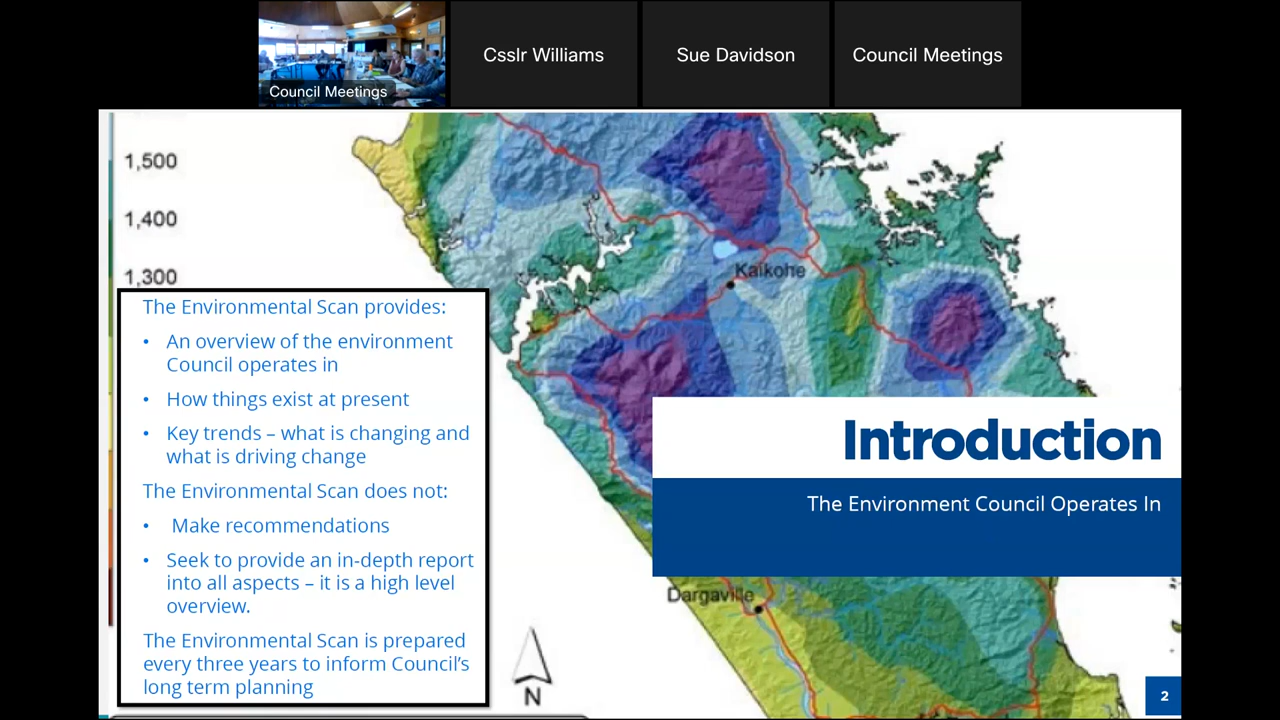 Council Meetings
Csslr Williams
Sue Davidson
Council Meetings
1,500
1,400
1,300
Kaikohe
The Environmental Scan provides:
• An overview of the environment
Council operates in
• How things exist at present
• Key trends – what is changing and
what is driving change
The Environmental Scan does not:
• Make recommendations
• Seek to provide an in-depth report
into all aspects – it is a high level
overview.
The Environmental Scan is prepared
every three years to inform Council's
long term planning
Introduction
The Environment Council Operates In
Dargaville
N
2